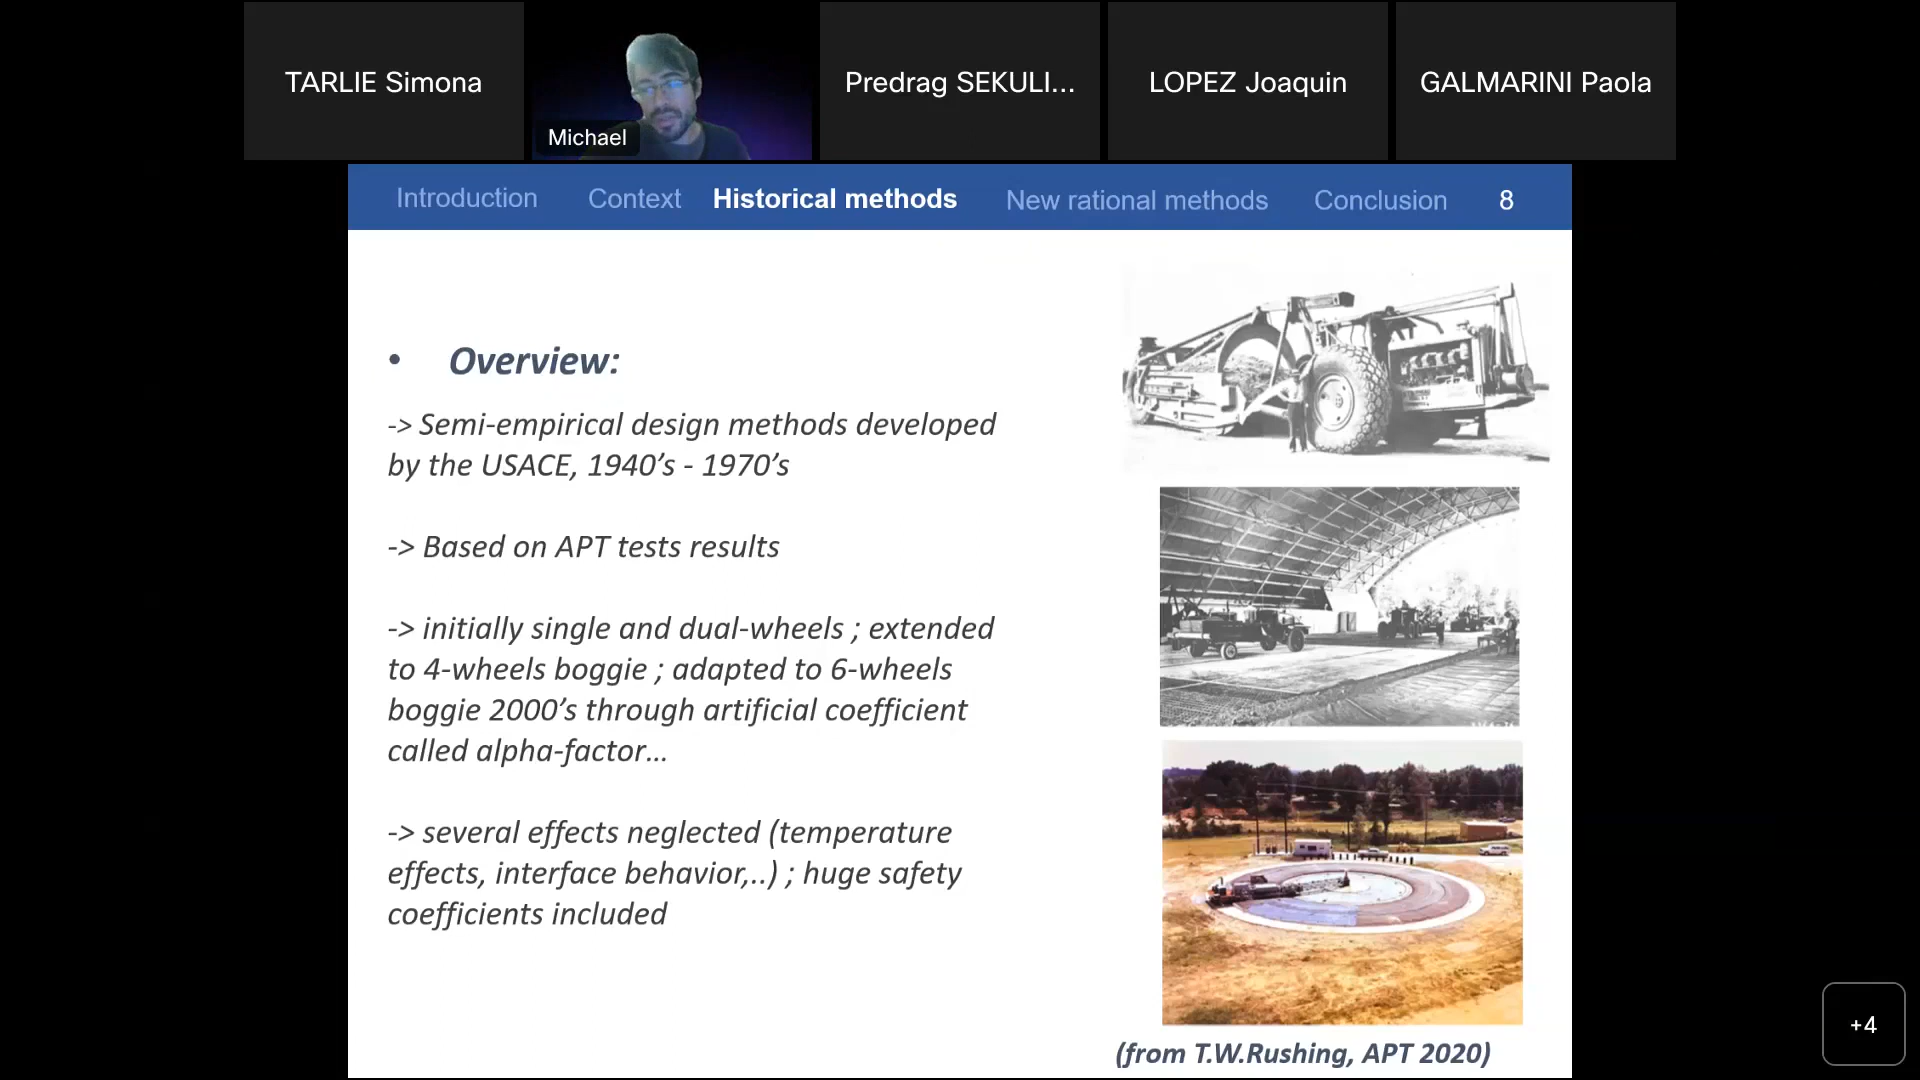 TARLIE Simona
Michael
Predrag SEKULI...
LOPEZ Joaquin
GALMARINI Paola
Introduction Context Historical methods New rational methods Conclusion 8
• Overview:
-> Semi-empirical design methods developed
by the USACE, 1940’s - 1970’s
-> Based on APT tests results
-> initially single and dual-wheels ; extended
to 4-wheels boggie ; adapted to 6-wheels
boggie 2000’s through artificial coefficient
called alpha-factor…
-> several effects neglected (temperature
effects, interface behavior,..) ; huge safety
coefficients included
(from T.W.Rushing, APT 2020)
+4